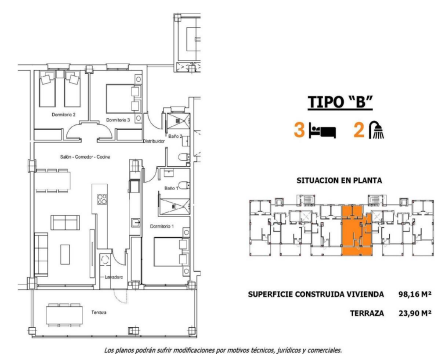 Dormitorio 2
Dormitorio 3
Distribuidor
Baño 2
Salón - Comedor - Cocina
Baño 1
Dormitorio 1
Lavadero
Terraza
TIPO “B”
3 2
SITUACION EN PLANTA
SUPERFICIE CONSTRUIDA VIVIENDA 98,16 M²
TERRAZA 23,90 M²
Los planos podrán sufrir modificaciones por motivos técnicos, jurídicos y comerciales.